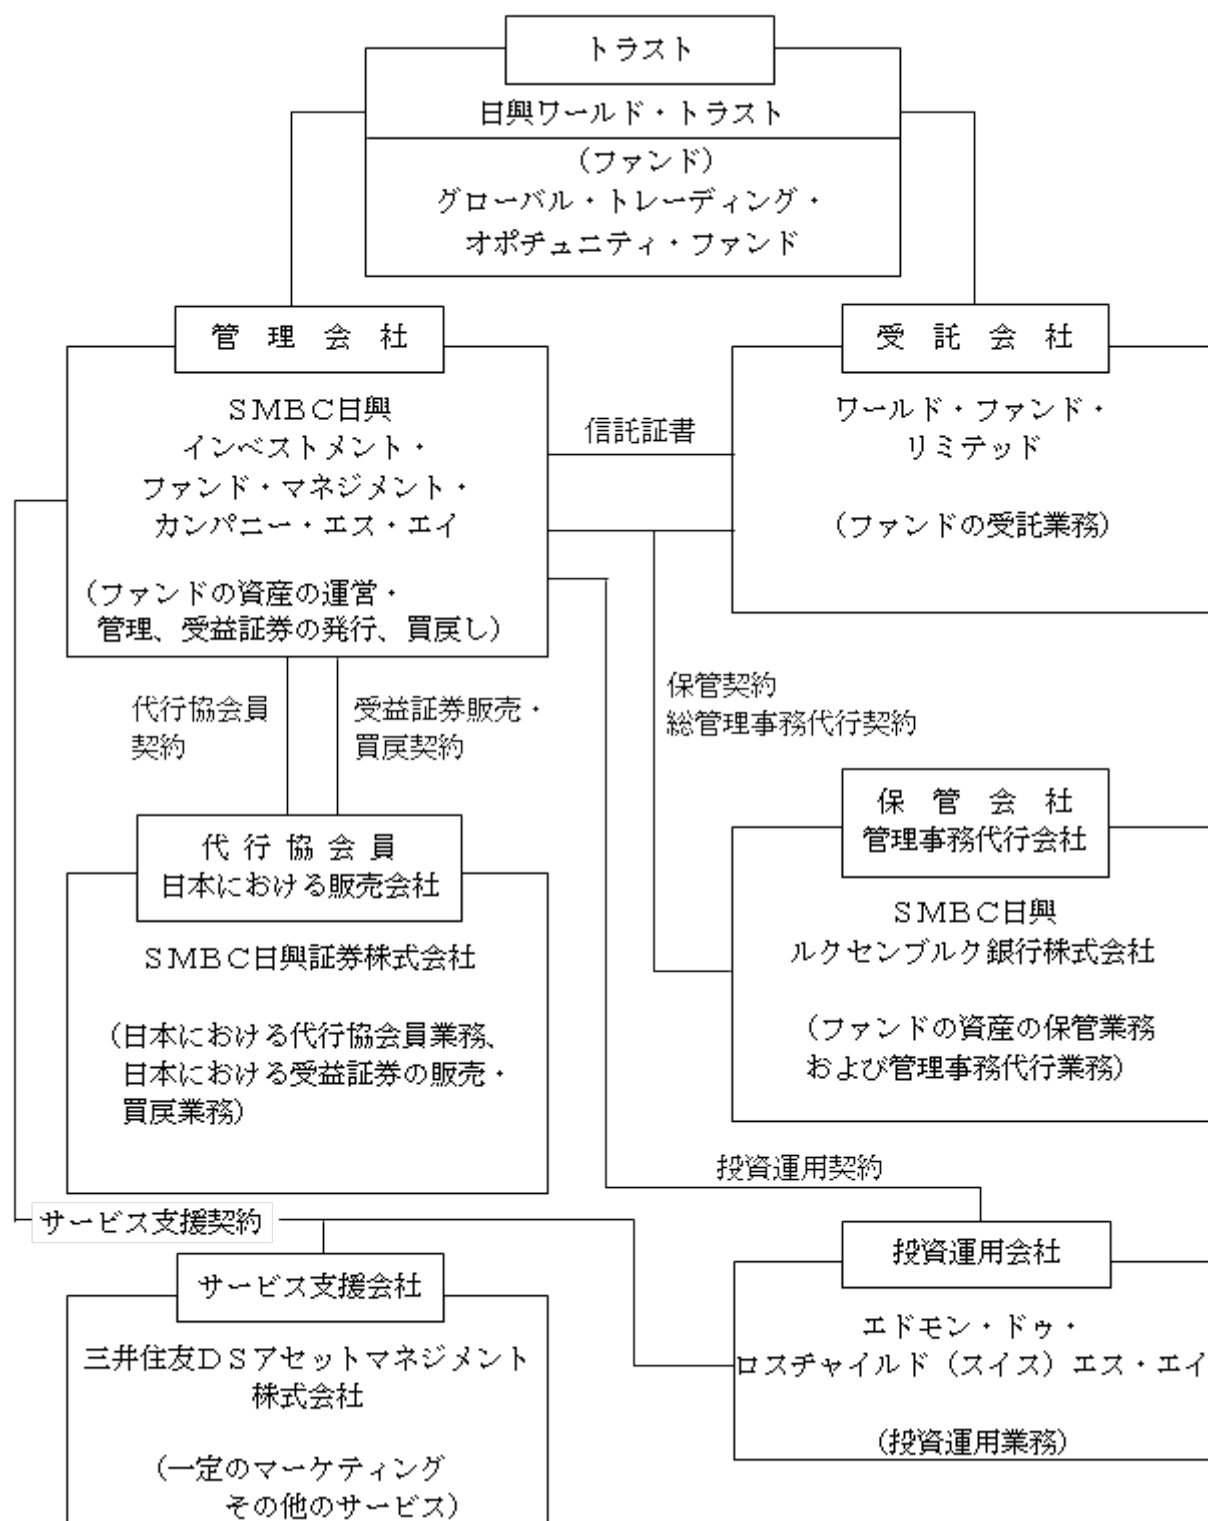 トラスト
日興ワールド・トラスト
（ファンド）
グローバル・トレーディング・
オポチュニティ・ファンド
管　理　会　社
ＳＭＢＣ日興
インベストメント・
ファンド・マネジメント・
カンパニー・エス・エイ
（ファンドの資産の運営・
管理、受益証券の発行、買戻し）
信託証書
受　託　会　社
ワールド・ファンド・
リミテッド
（ファンドの受託業務）
代行協会員
契約
受益証券販売・
買戻契約
保管契約
総管理事務代行契約
代 行 協 会 員
日本における販売会社
ＳＭＢＣ日興証券株式会社
（日本における代行協会員業務、
日本における受益証券の販売・
買戻業務）
保　管　会　社
管理事務代行会社
ＳＭＢＣ日興
ルクセンブルク銀行株式会社
（ファンドの資産の保管業務
および管理事務代行業務）
投資運用契約
サービス支援契約
サービス支援会社
三井住友ＤＳアセットマネジメント
株式会社
（一定のマーケティング
その他のサービス）
投資運用会社
エドモン・ドゥ・
ロスチャイルド（スイス）エス・エイ
（投資運用業務）